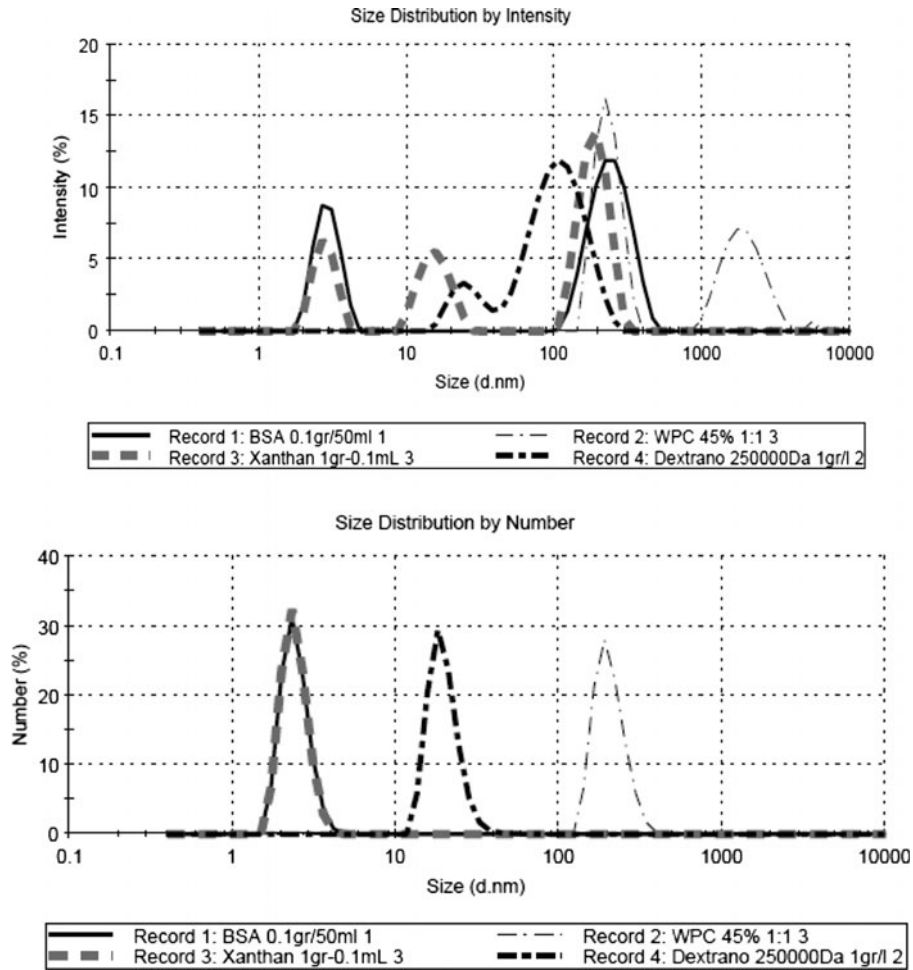 Size Distribution by Intensity
20
15
10
5
0
Intensity (%)
0.1 1 10 100 1000 10000
Size (d.nm)
Record 1: BSA 0.1gr/50ml 1 Record 2: WPC 45% 1:1 3
Record 3: Xanthan 1gr-0.1mL 3 Record 4: Dextrano 250000Da 1gr/l 2
Size Distribution by Number
40
30
20
10
0
Number (%)
0.1 1 10 100 1000 10000
Size (d.nm)
Record 1: BSA 0.1gr/50ml 1 Record 2: WPC 45% 1:1 3
Record 3: Xanthan 1gr-0.1mL 3 Record 4: Dextrano 250000Da 1gr/l 2